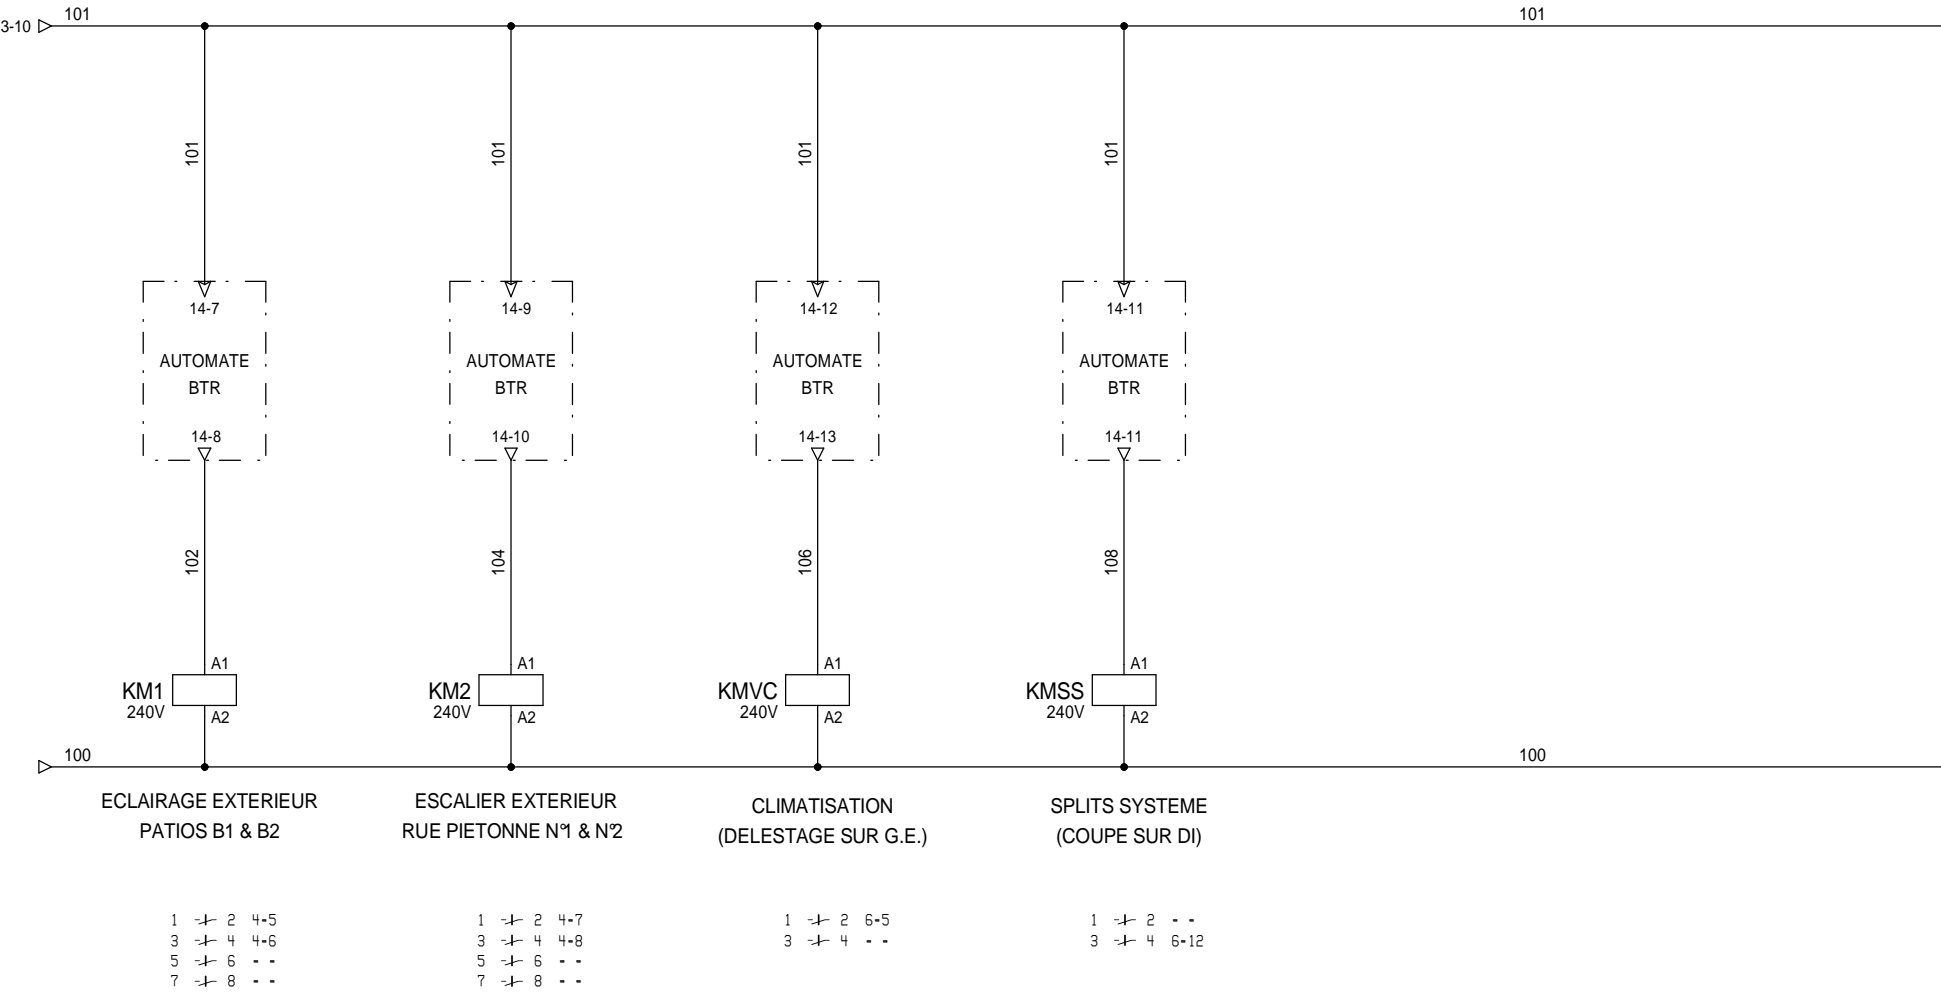 101
101
3-10
101
101
101
101
14-7
14-9
14-12
14-11
AUTOMATE
BTR
AUTOMATE
BTR
AUTOMATE
BTR
AUTOMATE
BTR
14-8
14-10
14-13
14-11
102
104
106
108
A1
A1
A1
A1
KM1
240V
KM2
240V
KMVC
240V
KMSS
240V
A2
A2
A2
A2
100
100
ECLAIRAGE EXTERIEUR
PATIOS B1 & B2
ESCALIER EXTERIEUR
RUE PIETONNE N°1 & N°2
CLIMATISATION
(DELESTAGE SUR G.E.)
SPLITS SYSTEME
(COUPE SUR DI)
1 2 4-5
3 4 4-6
5 6 - -
7 8 - -
1 2 4-7
3 4 4-8
5 6 - -
7 8 - -
1 2 6-5
3 4 - -
1 2 - -
3 4 6-12